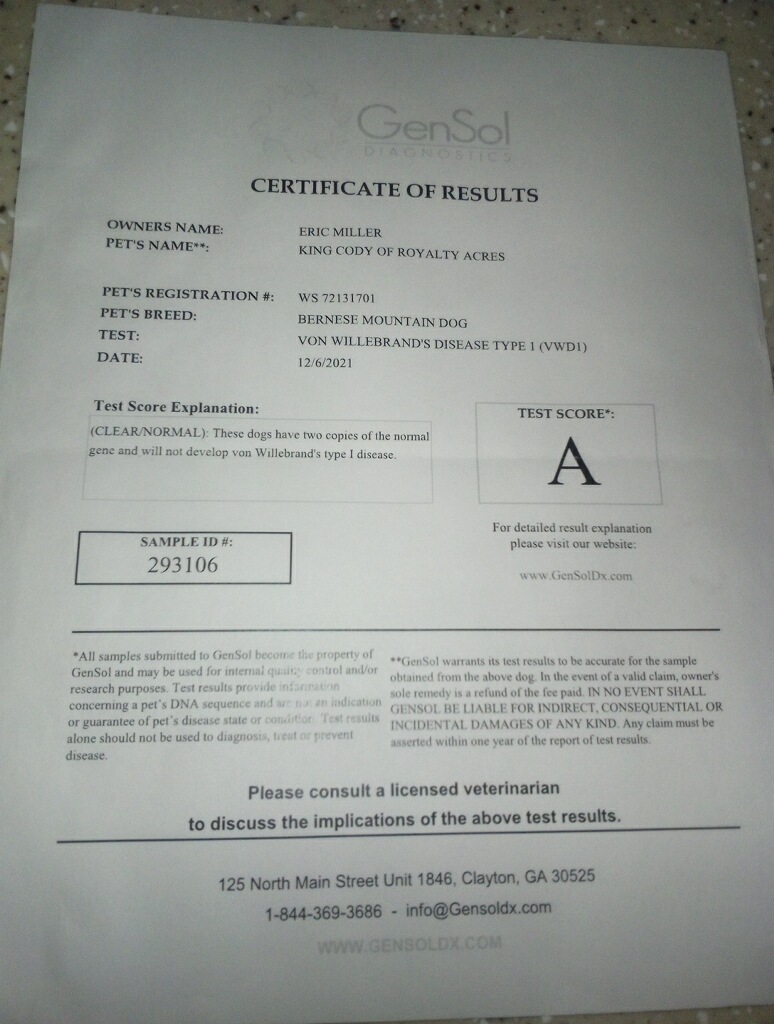 GenSol
DIAGNOSTICS
CERTIFICATE OF RESULTS
OWNERS NAME: ERIC MILLER
PET'S NAME**: KING CODY OF ROYALTY ACRES
PET'S REGISTRATION #: WS 72131701
PET'S BREED: BERNESE MOUNTAIN DOG
TEST: VON WILLEBRAND'S DISEASE TYPE 1 (VWD1)
DATE: 12/6/2021
Test Score Explanation:
(CLEAR/NORMAL): These dogs have two copies of the normal
gene and will not develop von Willebrand's type I disease.
TEST SCORE*:
A
For detailed result explanation
please visit our website:
www.GenSolDx.com
SAMPLE ID #:
293106
*All samples submitted to GenSol become the property of
GenSol and may be used for internal quality control and/or
research purposes. Test results provide information
concerning a pet's DNA sequence and are not an indication
or guarantee of pet's disease state or condition. Test results
alone should not be used to diagnosis, treat or prevent
disease.
**GenSol warrants its test results to be accurate for the sample
obtained from the above dog. In the event of a valid claim, owner's
sole remedy is a refund of the fee paid. IN NO EVENT SHALL
GENSOL BE LIABLE FOR INDIRECT, CONSEQUENTIAL OR
INCIDENTAL DAMAGES OF ANY KIND. Any claim must be
asserted within one year of the report of test results.
Please consult a licensed veterinarian
to discuss the implications of the above test results.
125 North Main Street Unit 1846, Clayton, GA 30525
1-844-369-3686 - info@Gensoldx.com
WWW.GENSOLDX.COM